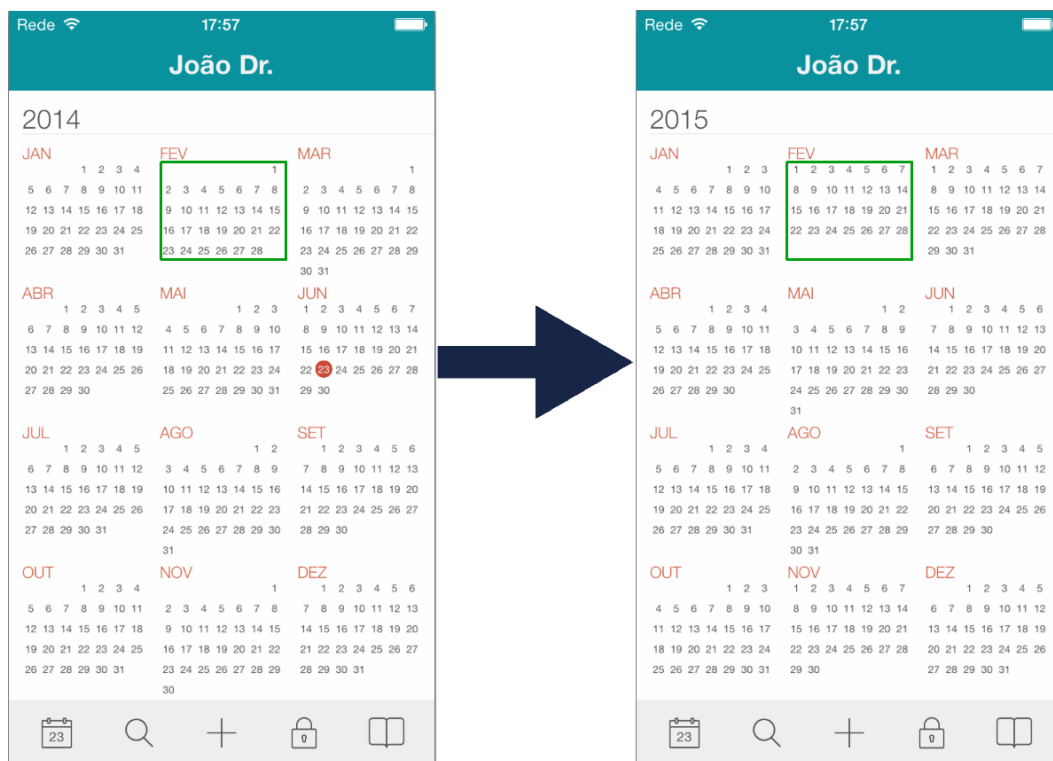 Rede 17:57
João Dr.
2014
JAN FEV MAR
1 2 3 4 1 1
5 6 7 8 9 10 11 2 3 4 5 6 7 8 2 3 4 5 6 7 8
12 13 14 15 16 17 18 9 10 11 12 13 14 15 9 10 11 12 13 14 15
19 20 21 22 23 24 25 16 17 18 19 20 21 22 16 17 18 19 20 21 22
26 27 28 29 30 31 23 24 25 26 27 28 23 24 25 26 27 28 29
30 31
ABR MAI JUN
1 2 3 4 5 1 2 3 1 2 3 4 5 6 7
6 7 8 9 10 11 12 4 5 6 7 8 9 10 8 9 10 11 12 13 14
13 14 15 16 17 18 19 11 12 13 14 15 16 17 15 16 17 18 19 20 21
20 21 22 23 24 25 26 18 19 20 21 22 23 24 22 23 24 25 26 27 28
27 28 29 30 25 26 27 28 29 30 31 29 30
JUL AGO SET
1 2 3 4 5 1 2 1 2 3 4 5 6
6 7 8 9 10 11 12 3 4 5 6 7 8 9 7 8 9 10 11 12 13
13 14 15 16 17 18 19 10 11 12 13 14 15 16 14 15 16 17 18 19 20
20 21 22 23 24 25 26 17 18 19 20 21 22 23 21 22 23 24 25 26 27
27 28 29 30 31 24 25 26 27 28 29 30 28 29 30
31
OUT NOV DEZ
1 2 3 4 1 1 2 3 4 5 6
5 6 7 8 9 10 11 2 3 4 5 6 7 8 7 8 9 10 11 12 13
12 13 14 15 16 17 18 9 10 11 12 13 14 15 14 15 16 17 18 19 20
19 20 21 22 23 24 25 16 17 18 19 20 21 22 21 22 23 24 25 26 27
26 27 28 29 30 31 23 24 25 26 27 28 29 28 29 30 31
30
23
Rede 17:57
João Dr.
2015
JAN FEV MAR
1 2 3 1 2 3 4 5 6 7 1 2 3 4 5 6 7
4 5 6 7 8 9 10 8 9 10 11 12 13 14 8 9 10 11 12 13 14
11 12 13 14 15 16 17 15 16 17 18 19 20 21 15 16 17 18 19 20 21
18 19 20 21 22 23 24 22 23 24 25 26 27 28 22 23 24 25 26 27 28
25 26 27 28 29 30 31 29 30 31
ABR MAI JUN
1 2 3 4 1 2 1 2 3 4 5 6
5 6 7 8 9 10 11 3 4 5 6 7 8 9 7 8 9 10 11 12 13
12 13 14 15 16 17 18 10 11 12 13 14 15 16 14 15 16 17 18 19 20
19 20 21 22 23 24 25 17 18 19 20 21 22 23 21 22 23 24 25 26 27
26 27 28 29 30 24 25 26 27 28 29 30 28 29 30
31
JUL AGO SET
1 2 3 4 1 1 2 3 4 5
5 6 7 8 9 10 11 2 3 4 5 6 7 8 6 7 8 9 10 11 12
12 13 14 15 16 17 18 9 10 11 12 13 14 15 13 14 15 16 17 18 19
19 20 21 22 23 24 25 16 17 18 19 20 21 22 20 21 22 23 24 25 26
26 27 28 29 30 31 23 24 25 26 27 28 29 27 28 29 30
30 31
OUT NOV DEZ
1 2 3 1 2 3 4 5 6 7 1 2 3 4 5
4 5 6 7 8 9 10 8 9 10 11 12 13 14 6 7 8 9 10 11 12
11 12 13 14 15 16 17 15 16 17 18 19 20 21 13 14 15 16 17 18 19
18 19 20 21 22 23 24 22 23 24 25 26 27 28 20 21 22 23 24 25 26
25 26 27 28 29 30 31 29 30 27 28 29 30 31
23